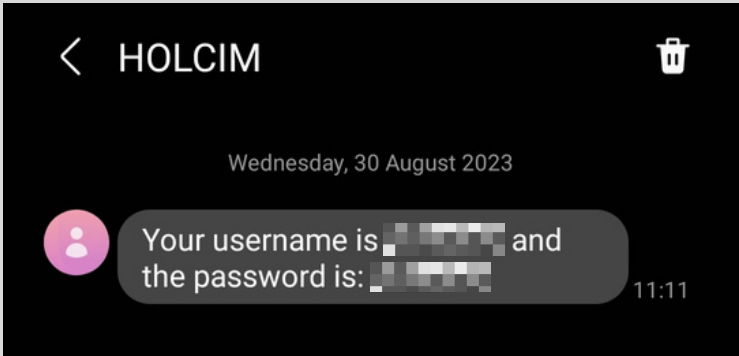 HOLCIM
Wednesday, 30 August 2023
Your username is and
the password is:
11:11